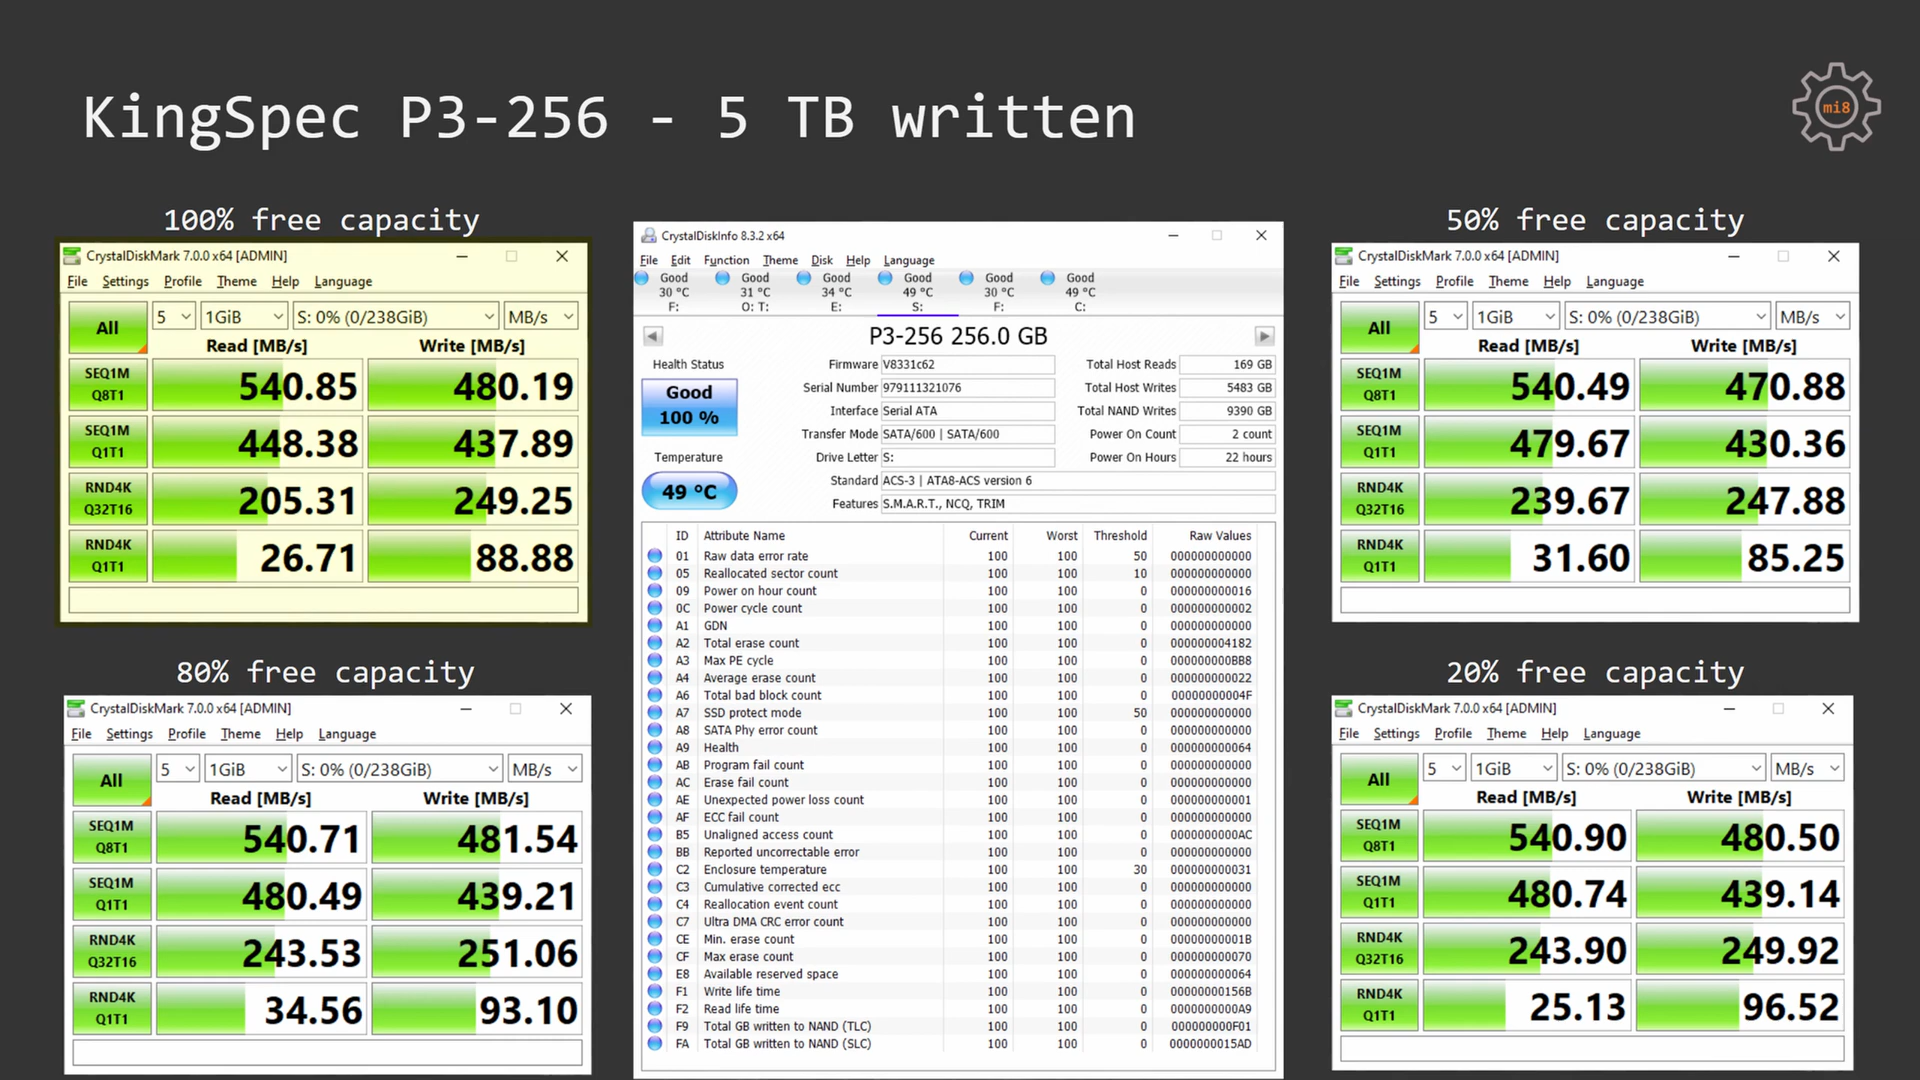 KingSpec P3-256 - 5 TB written
mi8
100% free capacity
CrystalDiskMark 7.0.0 x64 [ADMIN]
File Settings Profile Theme Help Language
All 5 1GiB S: 0% (0/238GiB) MB/s
Read [MB/s] Write [MB/s]
SEQ1M Q8T1 540.85 480.19
SEQ1M Q1T1 448.38 437.89
RND4K Q32T16 205.31 249.25
RND4K Q1T1 26.71 88.88
80% free capacity
CrystalDiskMark 7.0.0 x64 [ADMIN]
File Settings Profile Theme Help Language
All 5 1GiB S: 0% (0/238GiB) MB/s
Read [MB/s] Write [MB/s]
SEQ1M Q8T1 540.71 481.54
SEQ1M Q1T1 480.49 439.21
RND4K Q32T16 243.53 251.06
RND4K Q1T1 34.56 93.10
CrystalDiskInfo 8.3.2 x64
File Edit Function Theme Disk Help Language
Good Good Good Good Good Good
30 °C 31 °C 34 °C 49 °C 30 °C 49 °C
F: O: T: E: S: F: C:
P3-256 256.0 GB
Health Status Firmware V8331c62 Total Host Reads 169 GB
Good Serial Number 979111321076 Total Host Writes 5483 GB
100 % Interface Serial ATA Total NAND Writes 9390 GB
Transfer Mode SATA/600 | SATA/600 Power On Count 2 count
Temperature Drive Letter S: Power On Hours 22 hours
49 °C Standard ACS-3 | ATA8-ACS version 6
Features S.M.A.R.T., NCQ, TRIM
ID Attribute Name Current Worst Threshold Raw Values
01 Raw data error rate 100 100 50 000000000000
05 Reallocated sector count 100 100 10 000000000000
09 Power on hour count 100 100 0 000000000016
0C Power cycle count 100 100 0 000000000002
A1 GDN 100 100 0 000000000000
A2 Total erase count 100 100 0 000000004182
A3 Max PE cycle 100 100 0 000000000BB8
A4 Average erase count 100 100 0 000000000022
A6 Total bad block count 100 100 0 00000000004F
A7 SSD protect mode 100 100 50 000000000000
A8 SATA Phy error count 100 100 0 000000000000
A9 Health 100 100 0 000000000064
AB Program fail count 100 100 0 000000000000
AC Erase fail count 100 100 0 000000000000
AE Unexpected power loss count 100 100 0 000000000001
AF ECC fail count 100 100 0 000000000000
B5 Unaligned access count 100 100 0 0000000000AC
BB Reported uncorrectable error 100 100 0 000000000000
C2 Enclosure temperature 100 100 30 000000000031
C3 Cumulative corrected ecc 100 100 0 000000000000
C4 Reallocation event count 100 100 0 000000000000
C7 Ultra DMA CRC error count 100 100 0 000000000000
CE Min. erase count 100 100 0 00000000001B
CF Max erase count 100 100 0 000000000070
E8 Available reserved space 100 100 0 000000000064
F1 Write life time 100 100 0 00000000156B
F2 Read life time 100 100 0 0000000000A9
F9 Total GB written to NAND (TLC) 100 100 0 000000000F01
FA Total GB written to NAND (SLC) 100 100 0 0000000015AD
50% free capacity
CrystalDiskMark 7.0.0 x64 [ADMIN]
File Settings Profile Theme Help Language
All 5 1GiB S: 0% (0/238GiB) MB/s
Read [MB/s] Write [MB/s]
SEQ1M Q8T1 540.49 470.88
SEQ1M Q1T1 479.67 430.36
RND4K Q32T16 239.67 247.88
RND4K Q1T1 31.60 85.25
20% free capacity
CrystalDiskMark 7.0.0 x64 [ADMIN]
File Settings Profile Theme Help Language
All 5 1GiB S: 0% (0/238GiB) MB/s
Read [MB/s] Write [MB/s]
SEQ1M Q8T1 540.90 480.50
SEQ1M Q1T1 480.74 439.14
RND4K Q32T16 243.90 249.92
RND4K Q1T1 25.13 96.52